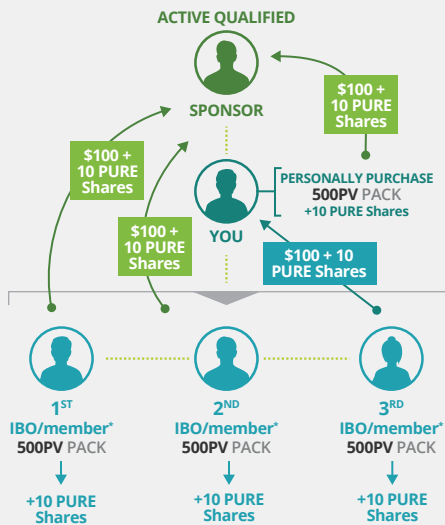 ACTIVE QUALIFIED
SPONSOR
$100 +
10 PURE
Shares
$100 +
10 PURE
Shares
PERSONALLY PURCHASE
500PV PACK
+10 PURE Shares
YOU
$100 +
10 PURE
Shares
$100 + 10
PURE Shares
1ST
IBO/member*
500PV PACK
+10 PURE
Shares
2ND
IBO/member*
500PV PACK
+10 PURE
Shares
3RD
IBO/member*
500PV PACK
+10 PURE
Shares